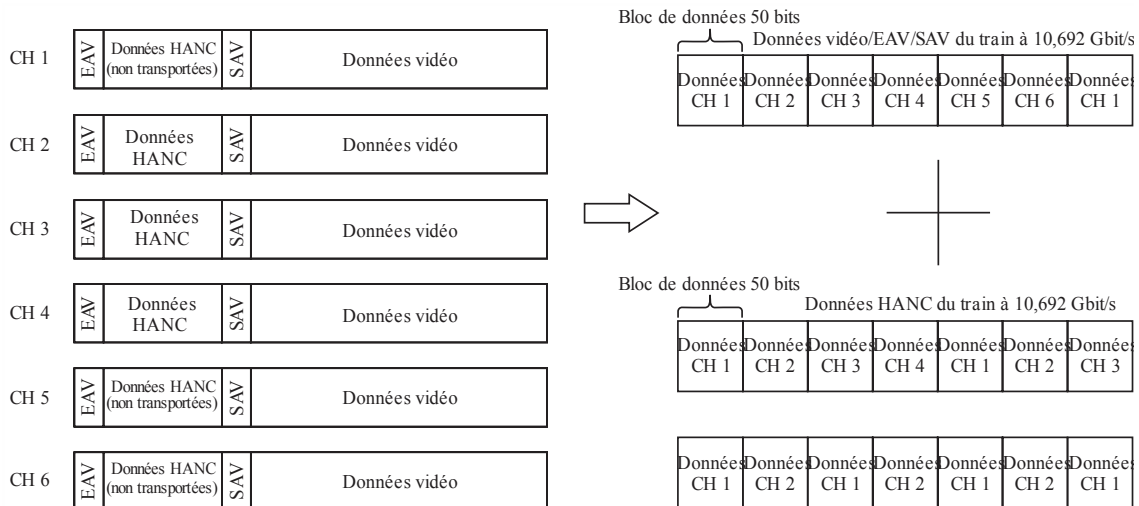 CH 1
EAV
Données HANC
(non transportées)
SAV
Données vidéo
CH 2
EAV
Données
HANC
SAV
Données vidéo
CH 3
EAV
Données
HANC
SAV
Données vidéo
CH 4
EAV
Données
HANC
SAV
Données vidéo
CH 5
EAV
Données HANC
(non transportées)
SAV
Données vidéo
CH 6
EAV
Données HANC
(non transportées)
SAV
Données vidéo
Bloc de données 50 bits
Données vidéo/EAV/SAV du train à 10,692 Gbit/s
Données Données Données Données Données Données Données
CH 1 CH 2 CH 3 CH 4 CH 5 CH 6 CH 1
Bloc de données 50 bits
Données HANC du train à 10,692 Gbit/s
Données Données Données Données Données Données Données
CH 1 CH 2 CH 3 CH 4 CH 1 CH 2 CH 3
Données Données Données Données Données Données Données
CH 1 CH 2 CH 1 CH 2 CH 1 CH 2 CH 1